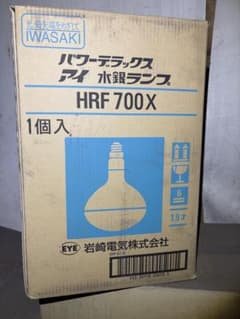 IWASAKI
パワーデラックス
アイ 水銀ランプ
HRF 700X
1個入
EYE 岩崎電気株式会社